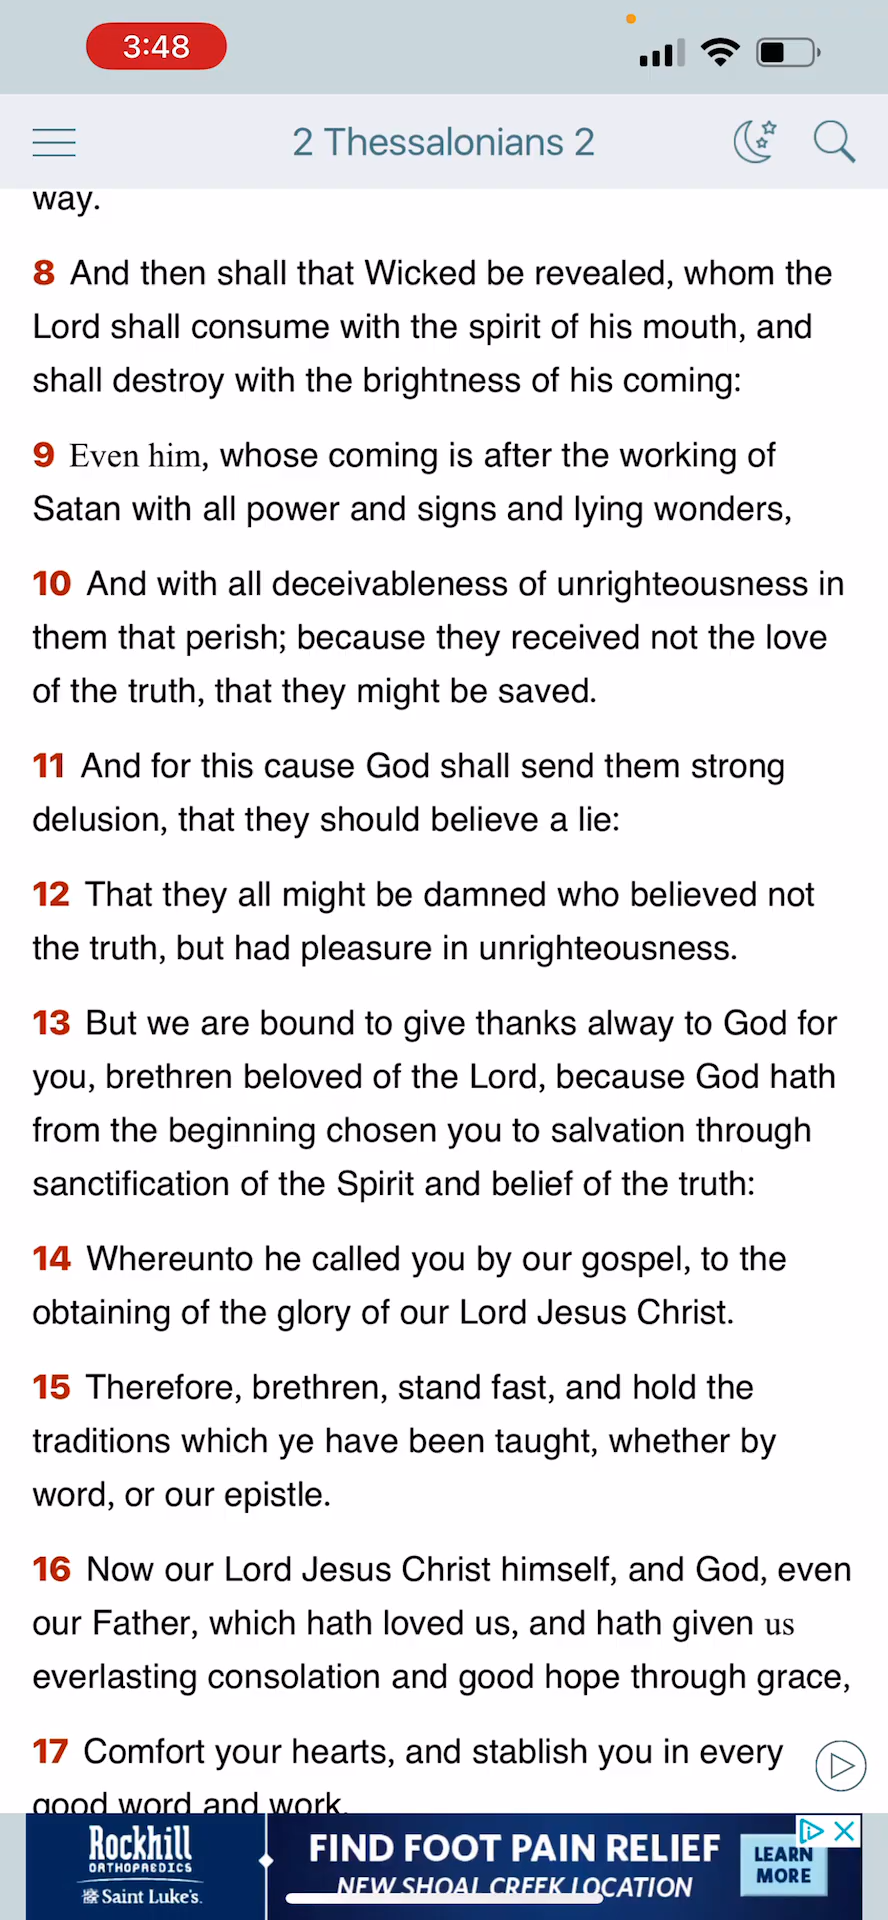 3:48
2 Thessalonians 2
way.
8 And then shall that Wicked be revealed, whom the
Lord shall consume with the spirit of his mouth, and
shall destroy with the brightness of his coming:
9 Even him, whose coming is after the working of
Satan with all power and signs and lying wonders,
10 And with all deceivableness of unrighteousness in
them that perish; because they received not the love
of the truth, that they might be saved.
11 And for this cause God shall send them strong
delusion, that they should believe a lie:
12 That they all might be damned who believed not
the truth, but had pleasure in unrighteousness.
13 But we are bound to give thanks alway to God for
you, brethren beloved of the Lord, because God hath
from the beginning chosen you to salvation through
sanctification of the Spirit and belief of the truth:
14 Whereunto he called you by our gospel, to the
obtaining of the glory of our Lord Jesus Christ.
15 Therefore, brethren, stand fast, and hold the
traditions which ye have been taught, whether by
word, or our epistle.
16 Now our Lord Jesus Christ himself, and God, even
our Father, which hath loved us, and hath given us
everlasting consolation and good hope through grace,
17 Comfort your hearts, and stablish you in every
good word and work.
Rockhill
ORTHOPAEDICS
Saint Luke's.
FIND FOOT PAIN RELIEF
NEW SHOAL CREEK LOCATION
LEARN
MORE